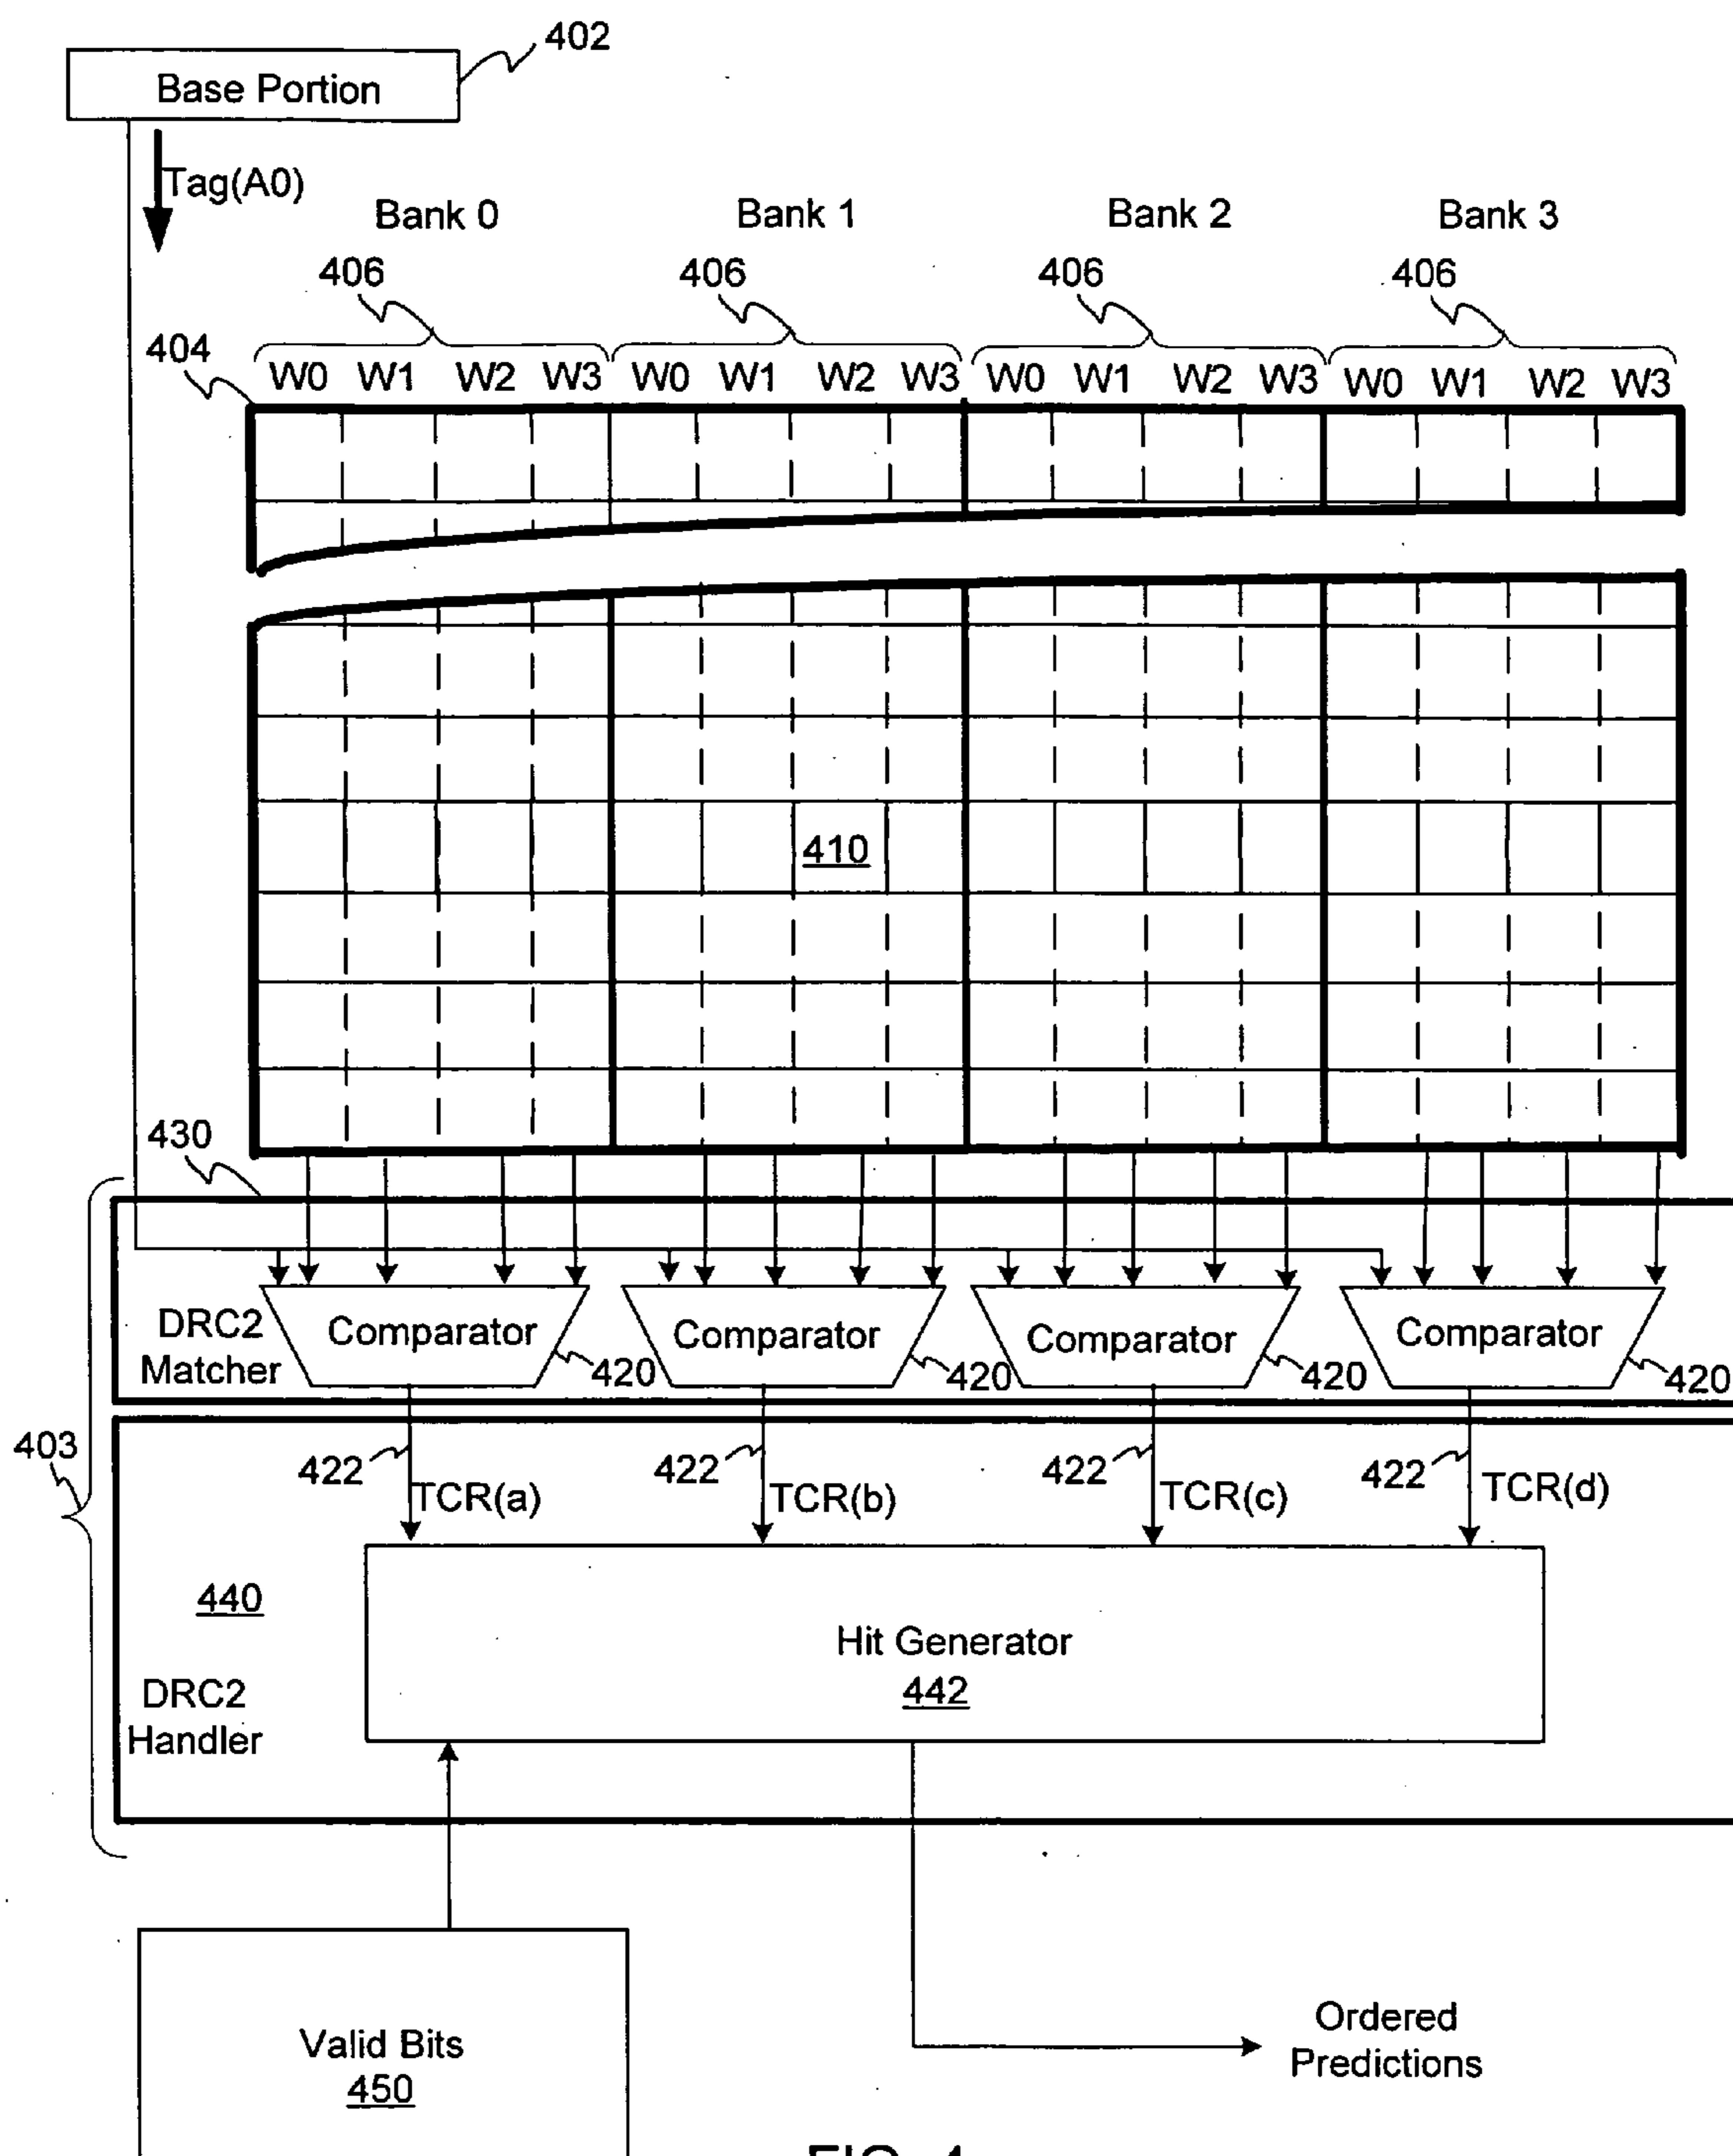 402
Base Portion
Tag(A0)
Bank 0 Bank 1 Bank 2 Bank 3
406 406 406 406
404
W0 W1 W2 W3 W0 W1 W2 W3 W0 W1 W2 W3 W0 W1 W2 W3
410
430
DRC2
Matcher
Comparator Comparator Comparator Comparator
420 420 420 420
403
422 422 422 422
TCR(a) TCR(b) TCR(c) TCR(d)
440
Hit Generator
442
DRC2
Handler
Valid Bits
450
Ordered
Predictions